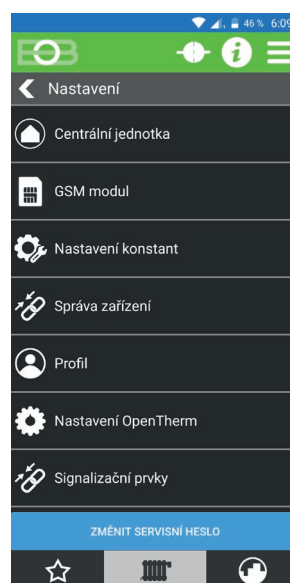 46 % 6:09
EOB
Nastavení
Centrální jednotka
GSM modul
Nastavení konstant
Správa zařízení
Profil
Nastavení OpenTherm
Signalizační prvky
ZMĚNIT SERVISNÍ HESLO